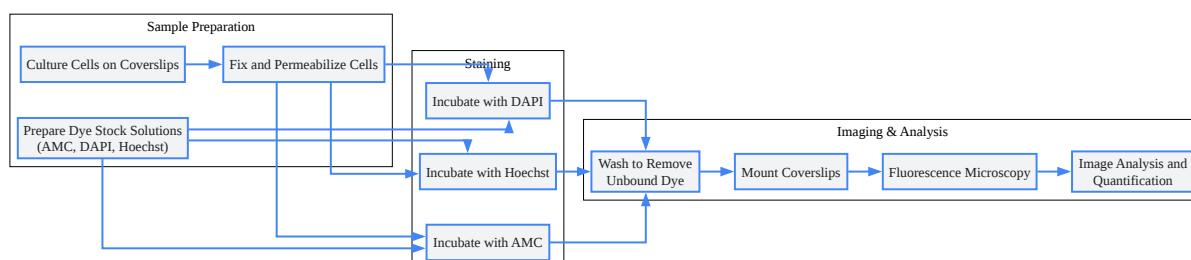 Sample Preparation
Culture Cells on Coverslips
Fix and Permeabilize Cells
Prepare Dye Stock Solutions
(AMC, DAPI, Hoechst)
Staining
Incubate with DAPI
Incubate with Hoechst
Incubate with AMC
Imaging & Analysis
Wash to Remove
Unbound Dye
Mount Coverslips
Fluorescence Microscopy
Image Analysis and
Quantification